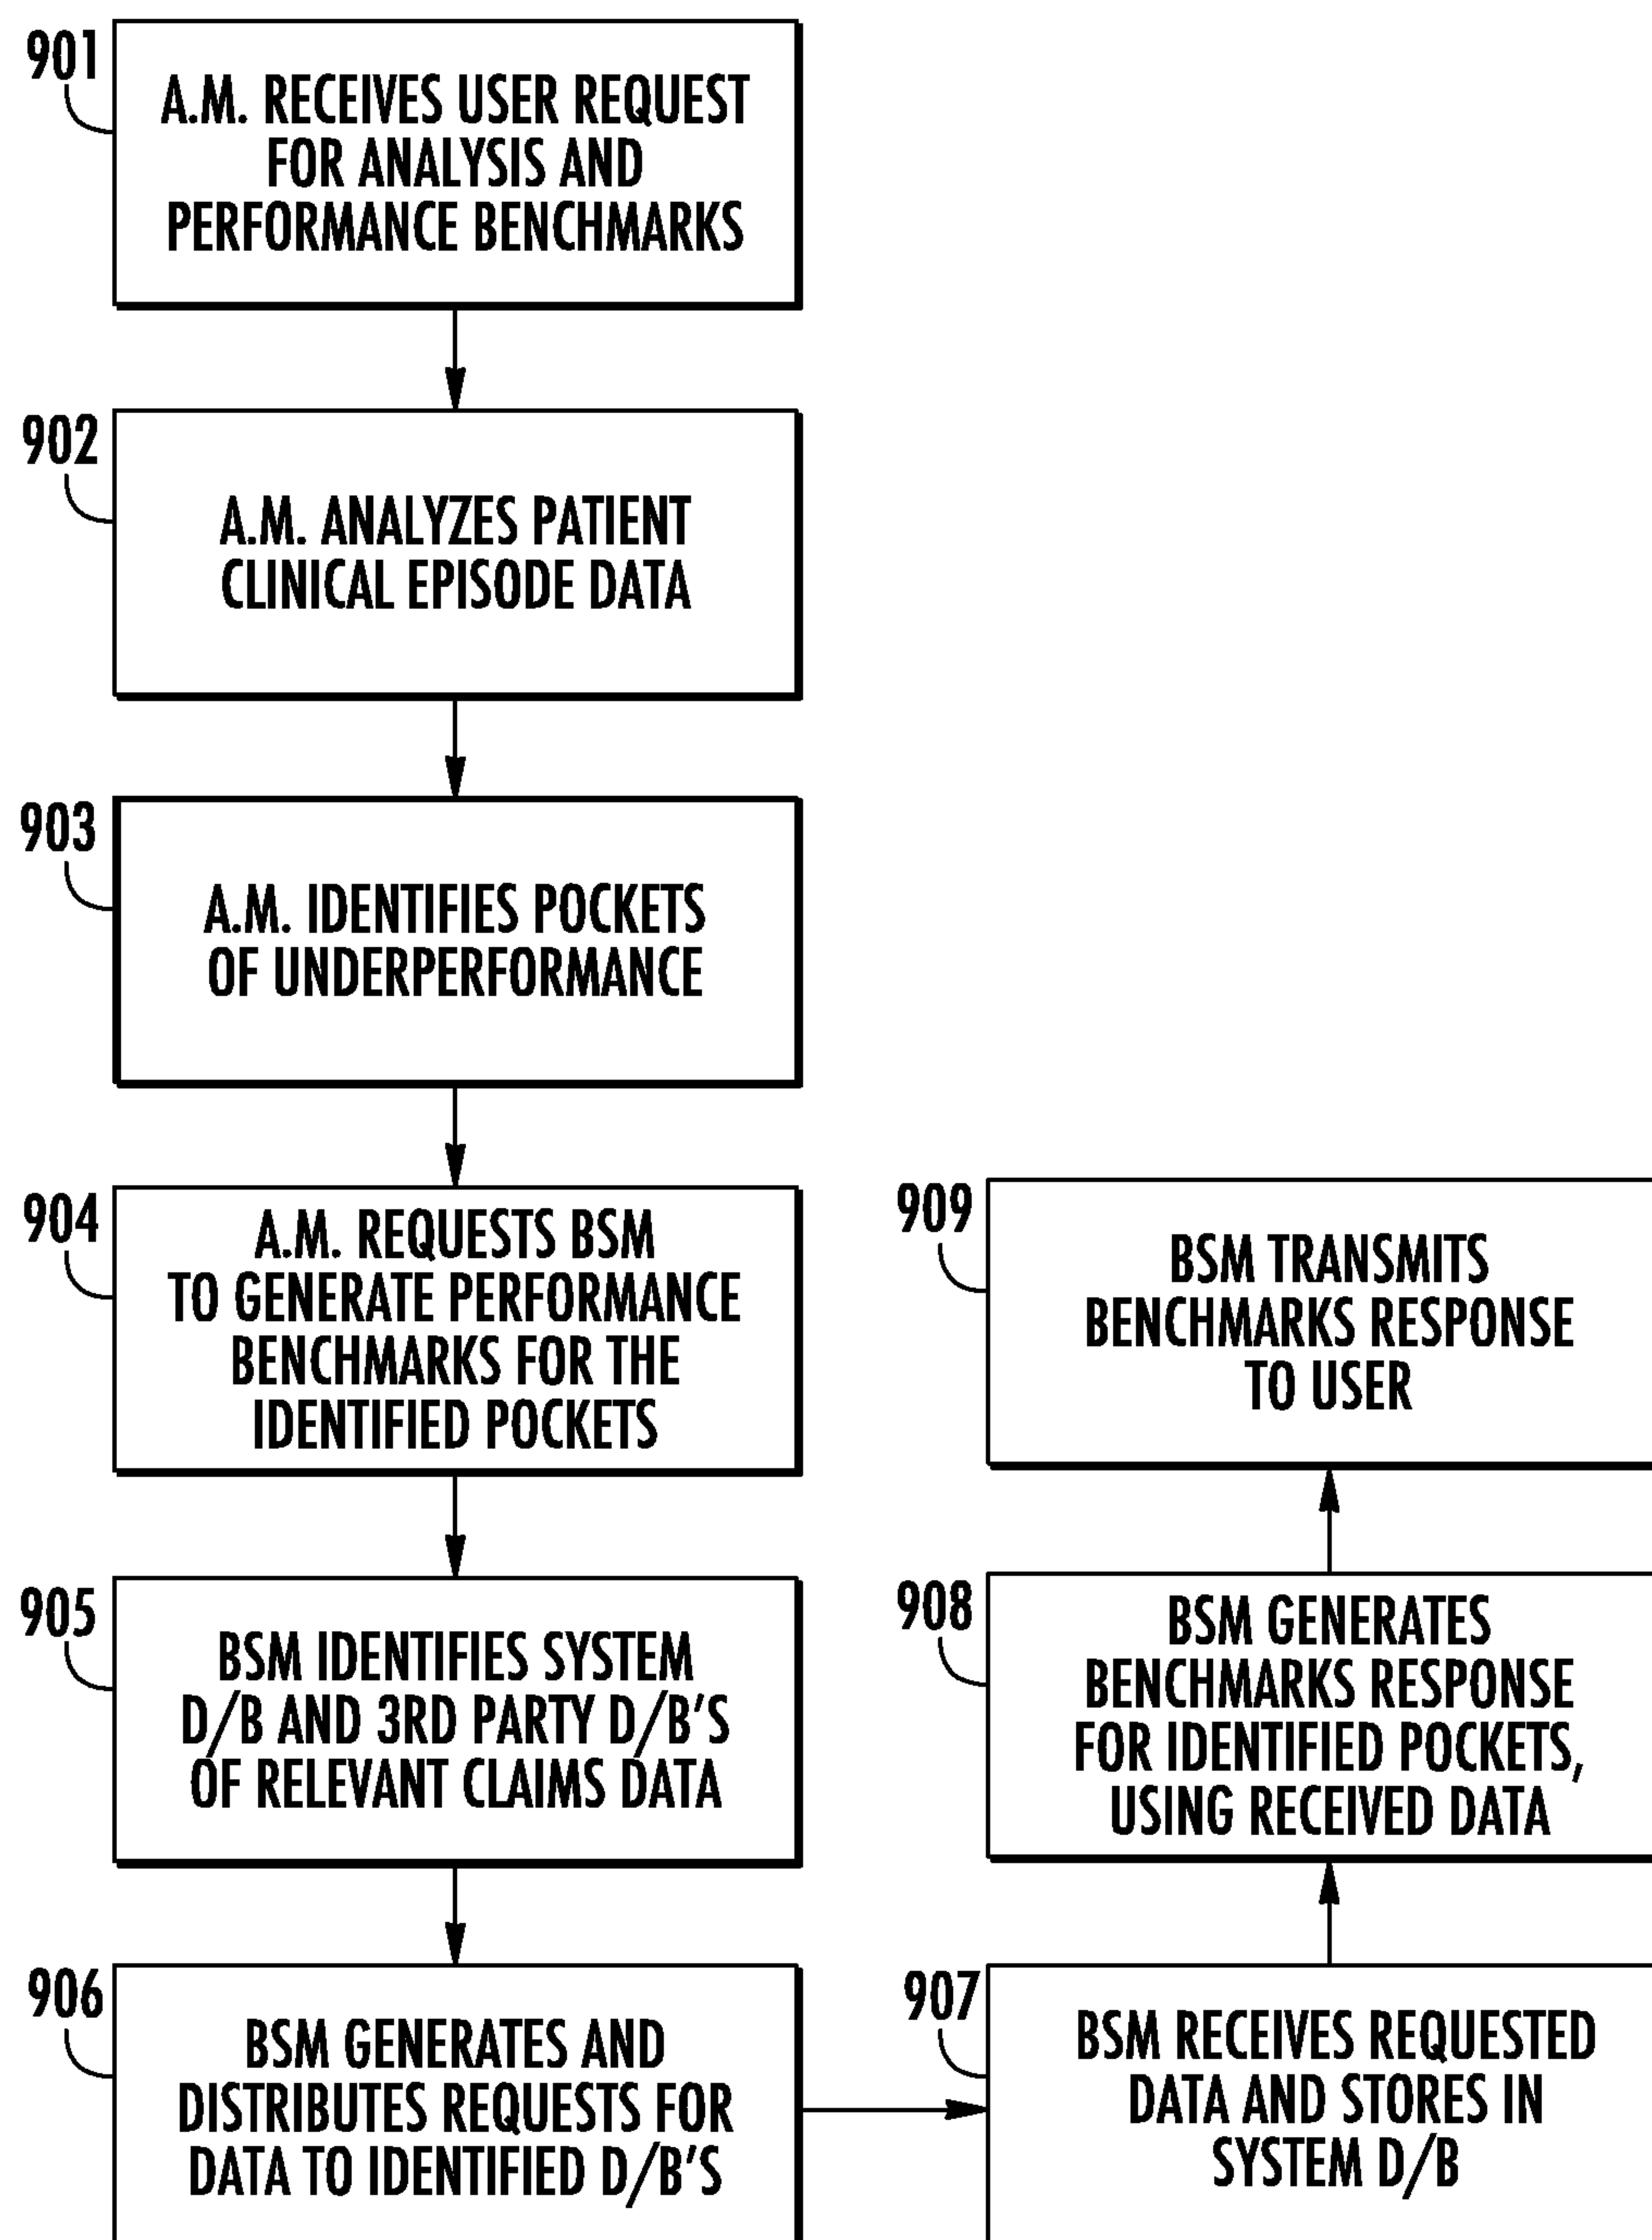 901
A.M. RECEIVES USER REQUEST
FOR ANALYSIS AND
PERFORMANCE BENCHMARKS
902
A.M. ANALYZES PATIENT
CLINICAL EPISODE DATA
903
A.M. IDENTIFIES POCKETS
OF UNDERPERFORMANCE
904
A.M. REQUESTS BSM
TO GENERATE PERFORMANCE
BENCHMARKS FOR THE
IDENTIFIED POCKETS
905
BSM IDENTIFIES SYSTEM
D/B AND 3RD PARTY D/B'S
OF RELEVANT CLAIMS DATA
906
BSM GENERATES AND
DISTRIBUTES REQUESTS FOR
DATA TO IDENTIFIED D/B'S
907
BSM RECEIVES REQUESTED
DATA AND STORES IN
SYSTEM D/B
908
BSM GENERATES
BENCHMARKS RESPONSE
FOR IDENTIFIED POCKETS,
USING RECEIVED DATA
909
BSM TRANSMITS
BENCHMARKS RESPONSE
TO USER